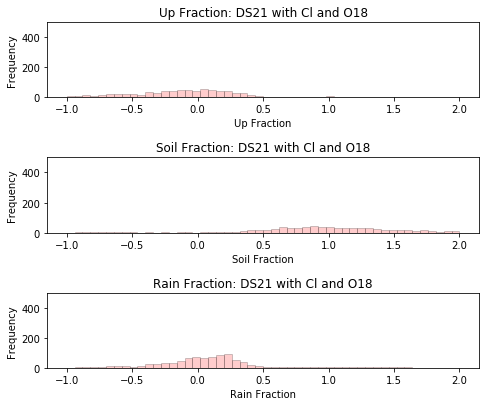 Up Fraction: DS21 with Cl and O18
400
200
0
Frequency
−1.0 −0.5 0.0 0.5 1.0 1.5 2.0
Up Fraction
Soil Fraction: DS21 with Cl and O18
400
200
0
Frequency
−1.0 −0.5 0.0 0.5 1.0 1.5 2.0
Soil Fraction
Rain Fraction: DS21 with Cl and O18
400
200
0
Frequency
−1.0 −0.5 0.0 0.5 1.0 1.5 2.0
Rain Fraction